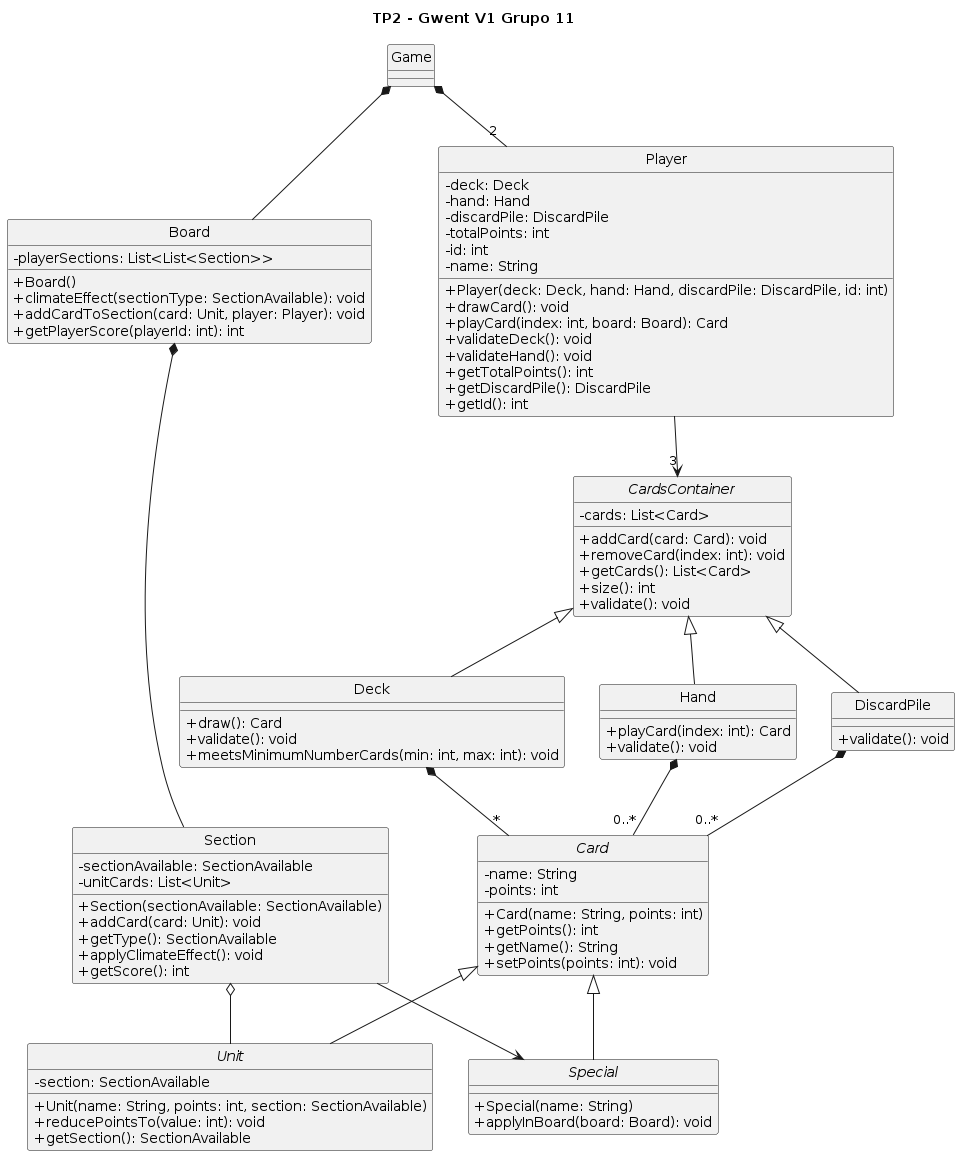 TP2 - Gwent V1 Grupo 11
Game
2
Player
-deck: Deck
-hand: Hand
-discardPile: DiscardPile
-totalPoints: int
-id: int
-name: String
+Player(deck: Deck, hand: Hand, discardPile: DiscardPile, id: int)
+drawCard(): void
+playCard(index: int, board: Board): Card
+validateDeck(): void
+validateHand(): void
+getTotalPoints(): int
+getDiscardPile(): DiscardPile
+getId(): int
Board
-playerSections: List<List<Section>>
+Board()
+climateEffect(sectionType: SectionAvailable): void
+addCardToSection(card: Unit, player: Player): void
+getPlayerScore(playerId: int): int
3
CardsContainer
-cards: List<Card>
+addCard(card: Card): void
+removeCard(index: int): void
+getCards(): List<Card>
+size(): int
+validate(): void
Deck
+draw(): Card
+validate(): void
+meetsMinimumNumberCards(min: int, max: int): void
Hand
+playCard(index: int): Card
+validate(): void
DiscardPile
+validate(): void
*
0..*
0..*
Section
-sectionAvailable: SectionAvailable
-unitCards: List<Unit>
+Section(sectionAvailable: SectionAvailable)
+addCard(card: Unit): void
+getType(): SectionAvailable
+applyClimateEffect(): void
+getScore(): int
Card
-name: String
-points: int
+Card(name: String, points: int)
+getPoints(): int
+getName(): String
+setPoints(points: int): void
Unit
-section: SectionAvailable
+Unit(name: String, points: int, section: SectionAvailable)
+reducePointsTo(value: int): void
+getSection(): SectionAvailable
Special
+Special(name: String)
+applyInBoard(board: Board): void